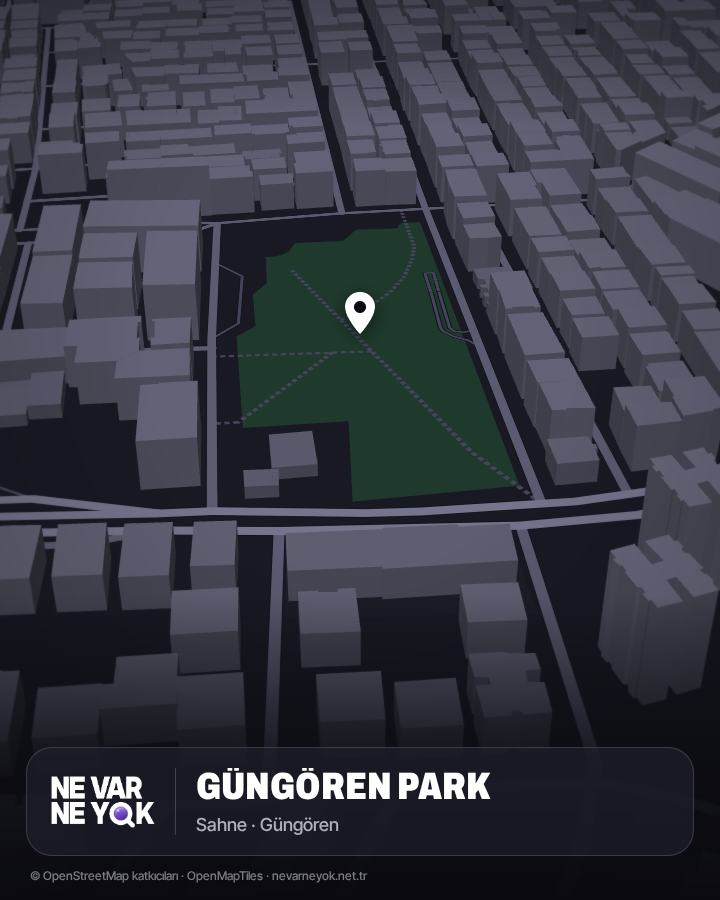 NE VAR
NE YOK
GÜNGÖREN PARK
Sahne · Güngören
© OpenStreetMap katkıcıları · OpenMapTiles · nevarneyok.net.tr